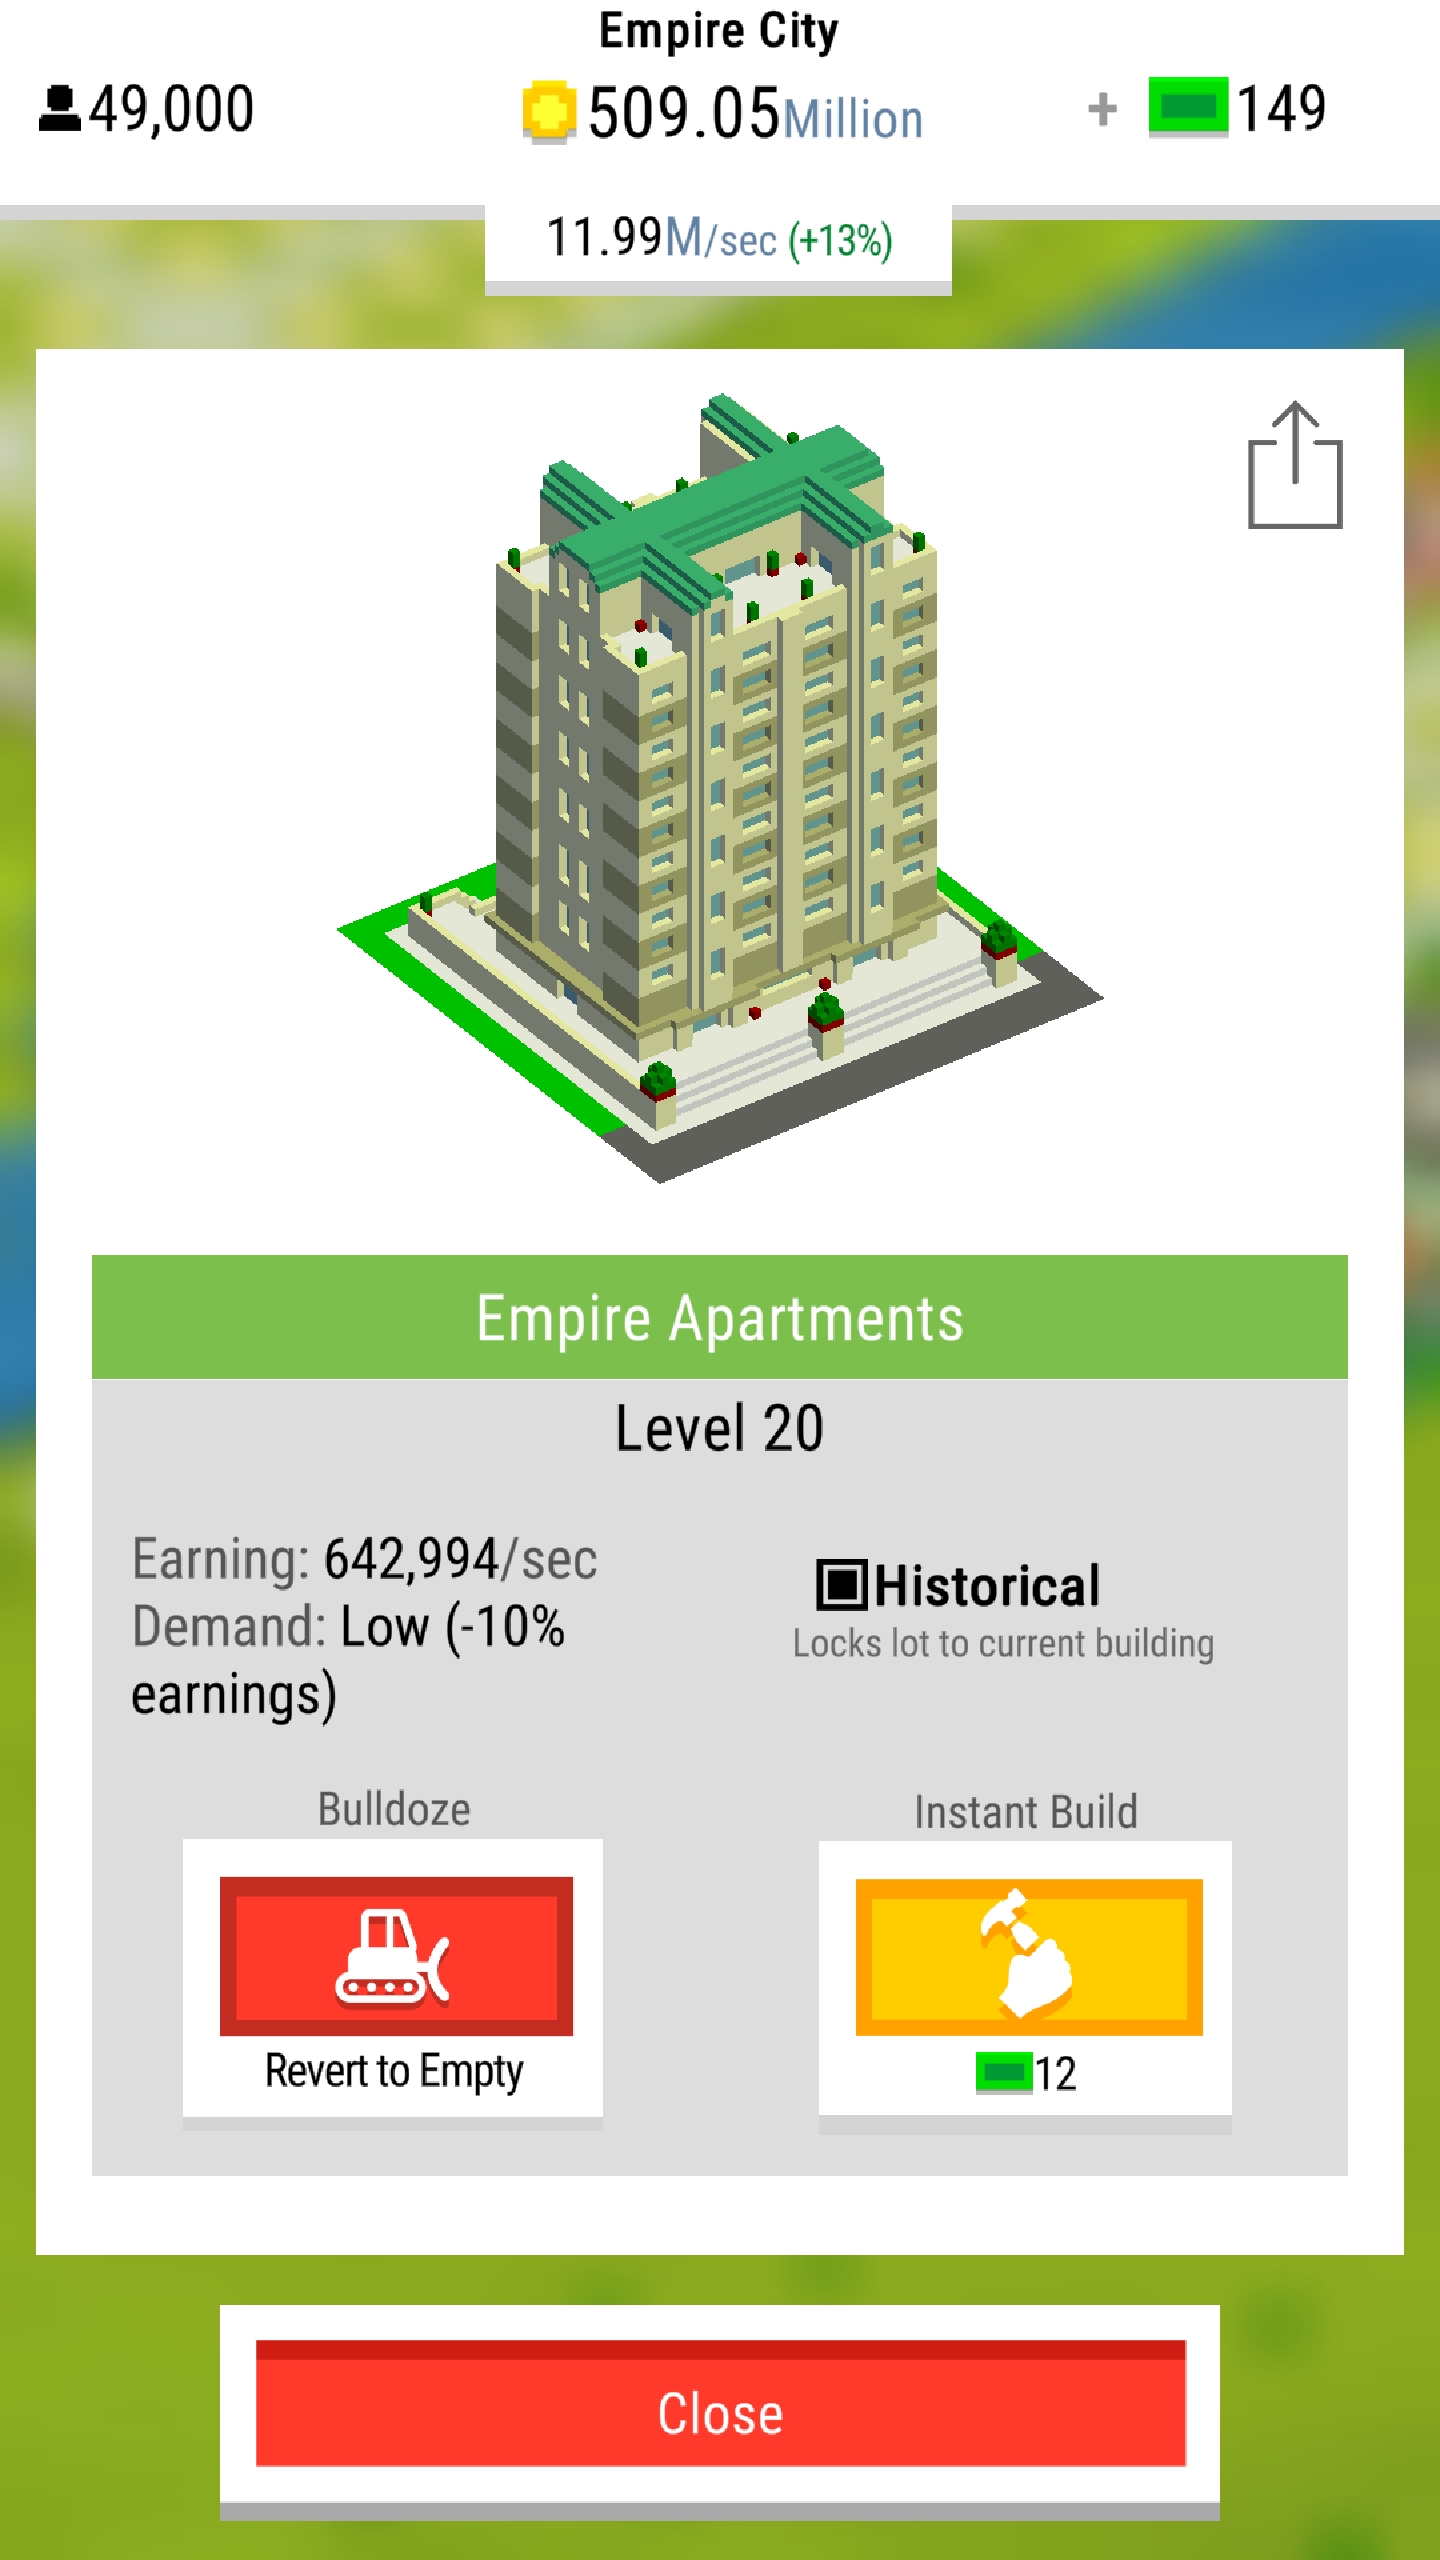 Empire City
49,000 509.05Million + 149
11.99M/sec (+13%)
Empire Apartments
Level 20
Earning: 642,994/sec
Demand: Low (-10%
earnings)
Historical
Locks lot to current building
Bulldoze
Revert to Empty
Instant Build
12
Close